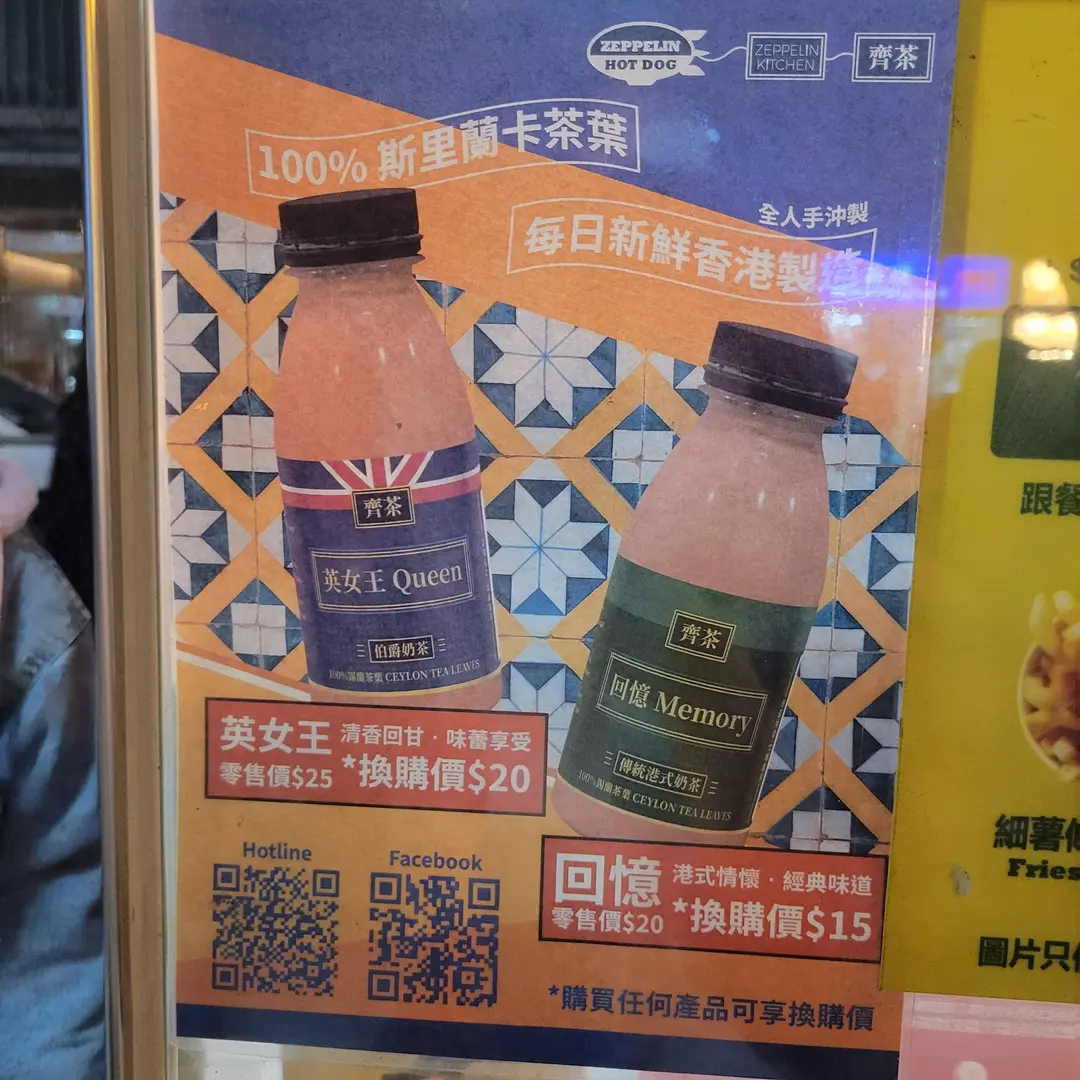 ZEPPELIN
HOT DOG
ZEPPELIN
KITCHEN
齊茶
100% 斯里蘭卡茶葉
全人手沖製
每日新鮮香港製造
齊茶
英女王 Queen
伯爵奶茶
100%錫蘭茶葉 CEYLON TEA LEAVES
齊茶
回憶 Memory
傳統港式奶茶
100%錫蘭茶葉 CEYLON TEA LEAVES
英女王 清香回甘·味蕾享受
零售價$25 *換購價$20
回憶 港式情懷·經典味道
零售價$20 *換購價$15
Hotline
Facebook
*購買任何產品可享換購價
跟餐
細薯
Fries
圖片只